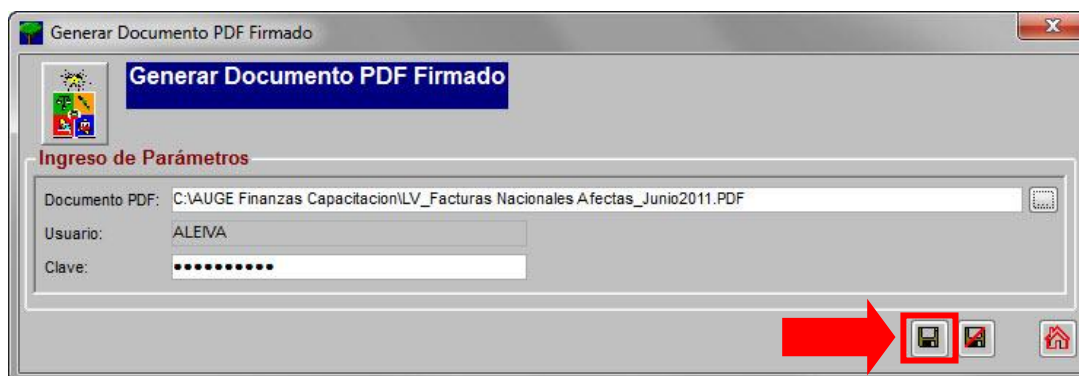 Generar Documento PDF Firmado
Generar Documento PDF Firmado
Ingreso de Parámetros
Documento PDF: C:\AUGE Finanzas Capacitacion\LV_Facturas Nacionales Afectas_Junio2011.PDF
Usuario: ALEIVA
Clave: ••••••••••